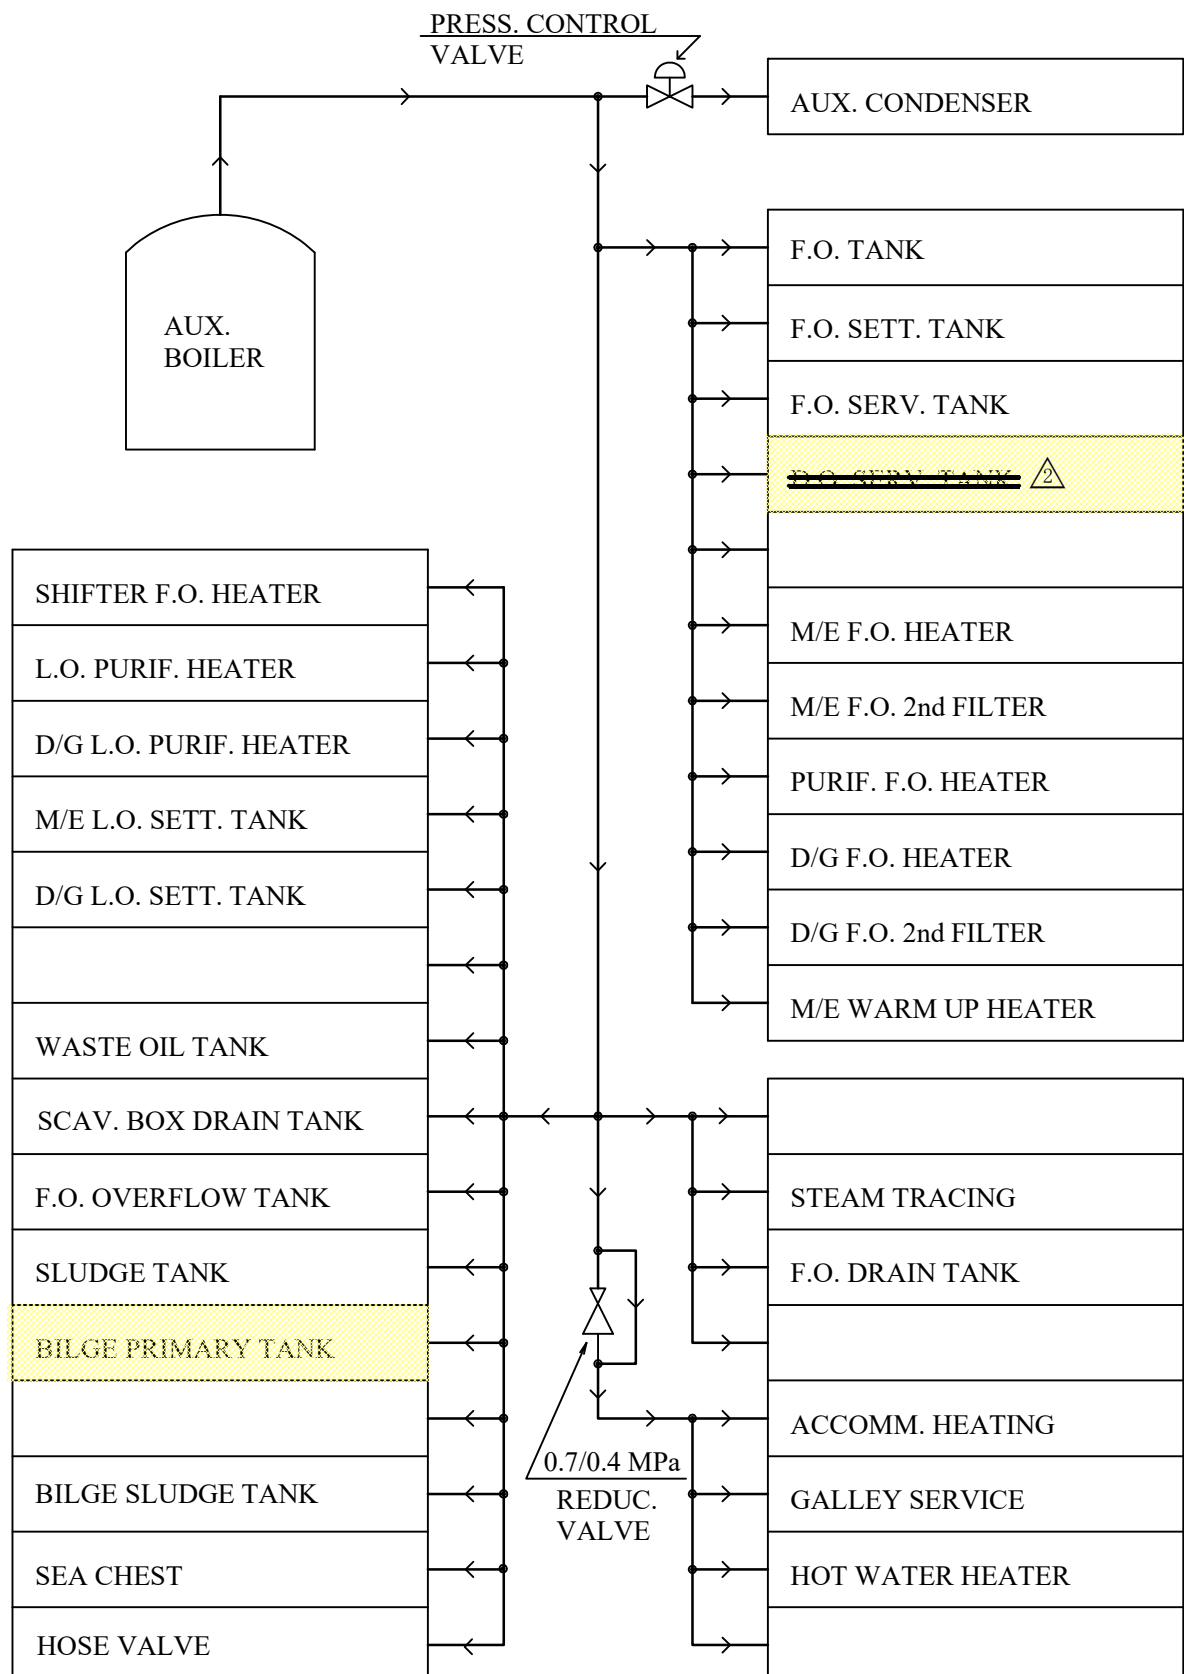 PRESS. CONTROL
VALVE
AUX. CONDENSER
AUX.
BOILER
F.O. TANK
F.O. SETT. TANK
F.O. SERV. TANK
D.O. SERV. TANK 2
M/E F.O. HEATER
M/E F.O. 2nd FILTER
PURIF. F.O. HEATER
D/G F.O. HEATER
D/G F.O. 2nd FILTER
M/E WARM UP HEATER
SHIFTER F.O. HEATER
L.O. PURIF. HEATER
D/G L.O. PURIF. HEATER
M/E L.O. SETT. TANK
D/G L.O. SETT. TANK
WASTE OIL TANK
SCAV. BOX DRAIN TANK
F.O. OVERFLOW TANK
SLUDGE TANK
BILGE PRIMARY TANK
BILGE SLUDGE TANK
SEA CHEST
HOSE VALVE
0.7/0.4 MPa
REDUC.
VALVE
STEAM TRACING
F.O. DRAIN TANK
ACCOMM. HEATING
GALLEY SERVICE
HOT WATER HEATER